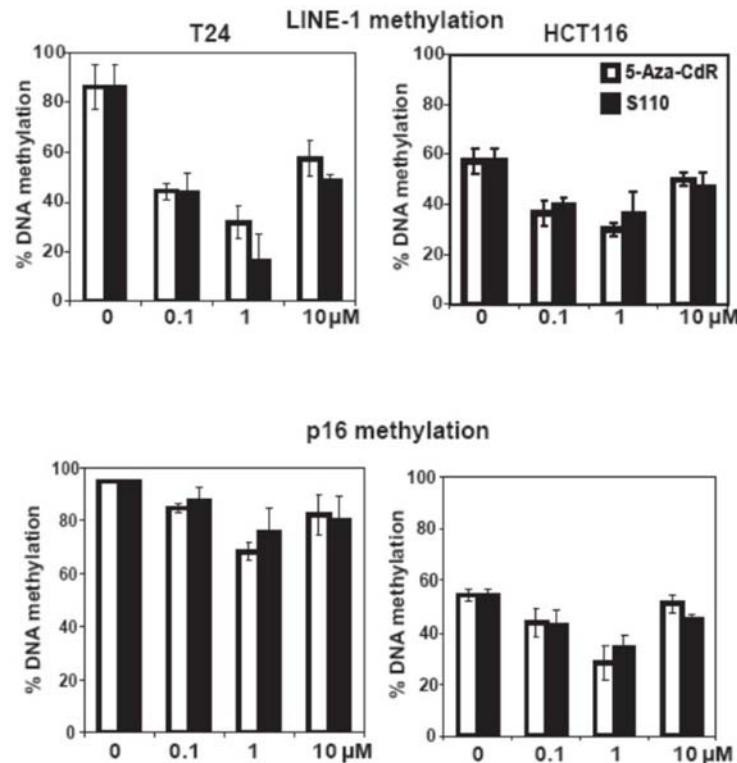 LINE-1 methylation
T24
HCT116
% DNA methylation
100
80
60
40
20
0
0 0.1 1 10 µM
% DNA methylation
100
80
60
40
20
0
5-Aza-CdR
S110
0 0.1 1 10 µM
p16 methylation
% DNA methylation
100
80
60
40
20
0
0 0.1 1 10 µM
% DNA methylation
100
80
60
40
20
0
0 0.1 1 10 µM